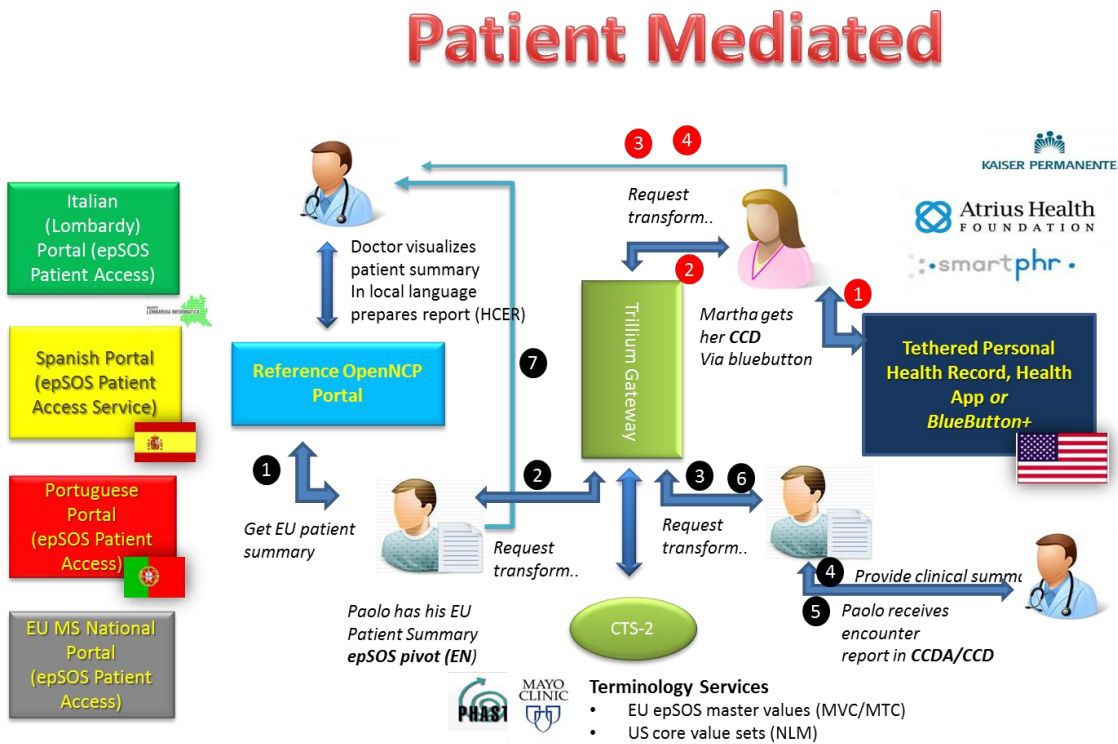 Patient Mediated
3
4
KAISER PERMANENTE
Italian
(Lombardy)
Portal (epSOS
Patient Access)
LOMBARDIA INFORMATICA
Request
transform..
Atrius Health
FOUNDATION
smartphr
Doctor visualizes
patient summary
In local language
prepares report (HCER)
2
1
Trillium Gateway
Martha gets
her CCD
Via bluebutton
Spanish Portal
(epSOS Patient
Access Service)
Reference OpenNCP
Portal
7
Tethered Personal
Health Record, Health
App or
BlueButton+
1
2
3
6
Portuguese
Portal
(epSOS Patient
Access)
Get EU patient
summary
Request
transform..
Request
transform..
4
Provide clinical
5
Paolo receives
encounter
report in CCDA/CCD
EU MS National
Portal
(epSOS Patient
Access)
Paolo has his EU
Patient Summary
epSOS pivot (EN)
CTS-2
PHAST
MAYO
CLINIC
Terminology Services
• EU epSOS master values (MVC/MTC)
• US core value sets (NLM)